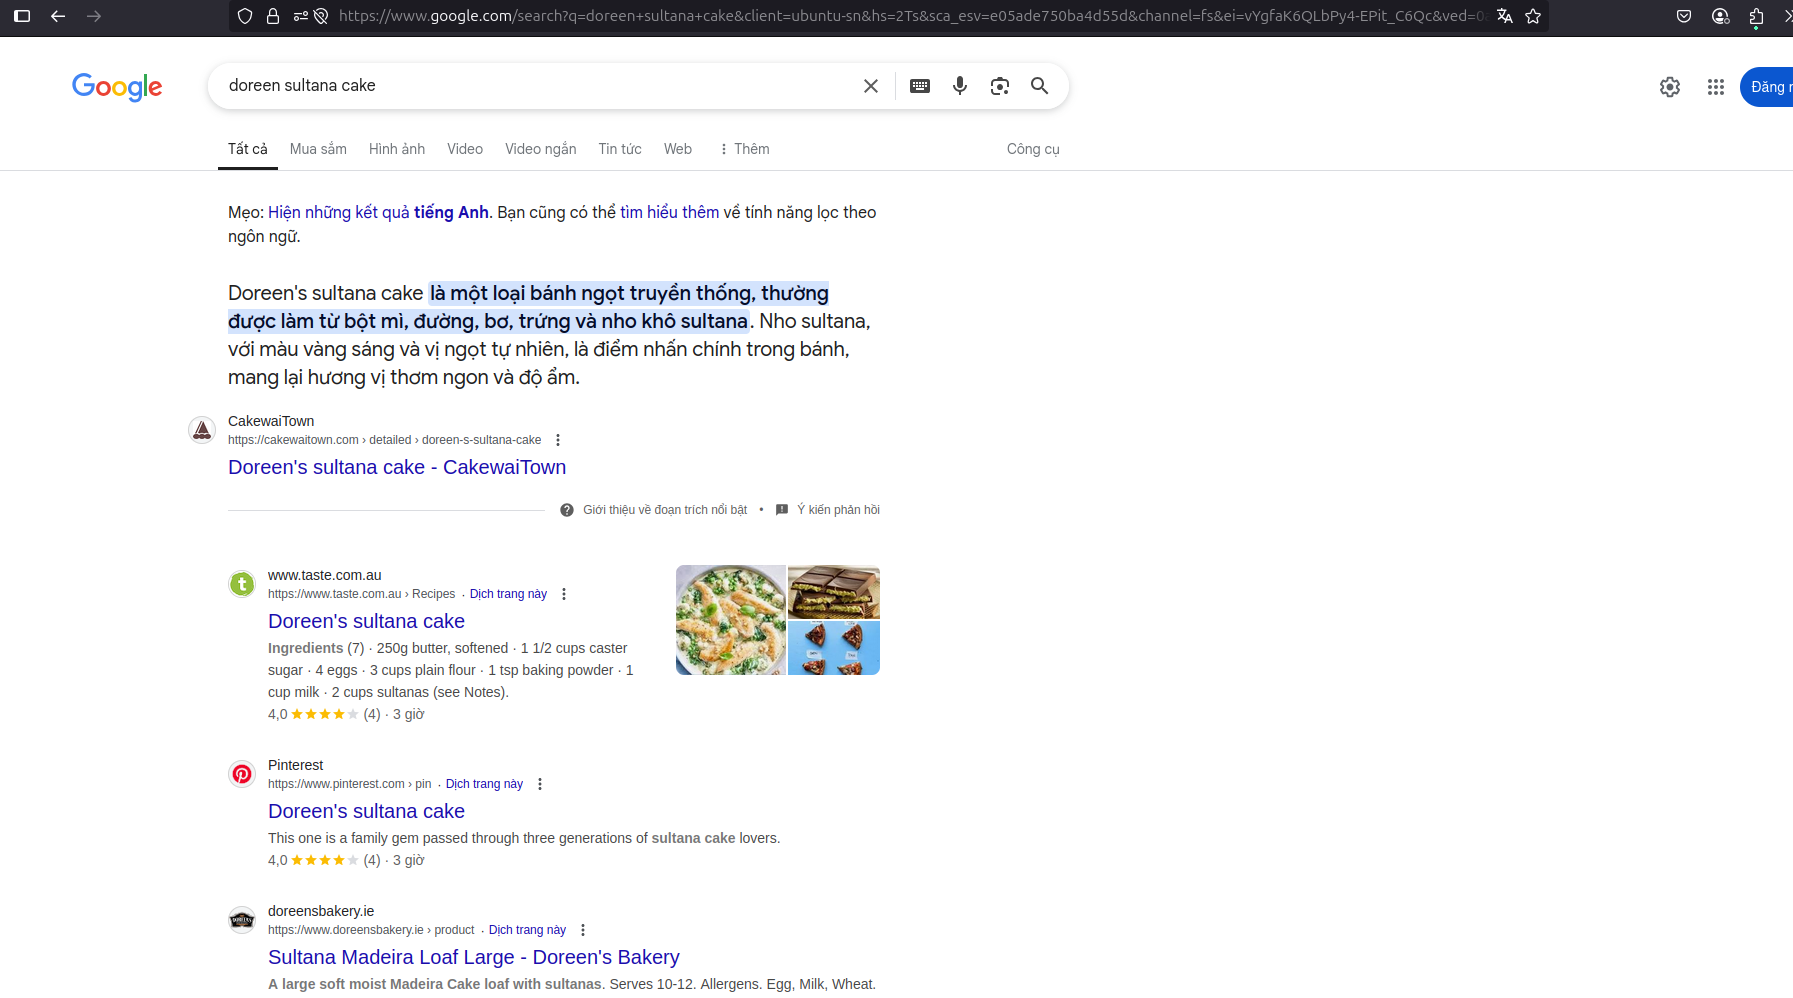 https://www.google.com/search?q=doreen+sultana+cake&client=ubuntu-sn&hs=2Ts&sca_esv=e05ade750ba4d55d&channel=fs&ei=vYgfaK6QLbPy4-EPit_C6Qc&ved=0
Google
doreen sultana cake
Đăng
Tất cả
Mua sắm
Hình ảnh
Video
Video ngắn
Tin tức
Web
Thêm
Công cụ
Mẹo: Hiện những kết quả tiếng Anh. Bạn cũng có thể tìm hiểu thêm về tính năng lọc theo
ngôn ngữ.
Doreen's sultana cake là một loại bánh ngọt truyền thống, thường
được làm từ bột mì, đường, bơ, trứng và nho khô sultana. Nho sultana,
với màu vàng sáng và vị ngọt tự nhiên, là điểm nhấn chính trong bánh,
mang lại hương vị thơm ngon và độ ẩm.
CakewaiTown
https://cakewaitown.com › detailed › doreen-s-sultana-cake
Doreen's sultana cake - CakewaiTown
Giới thiệu về đoạn trích nổi bật • Ý kiến phản hồi
www.taste.com.au
https://www.taste.com.au › Recipes · Dịch trang này
Doreen's sultana cake
Ingredients (7) · 250g butter, softened · 1 1/2 cups caster
sugar · 4 eggs · 3 cups plain flour · 1 tsp baking powder · 1
cup milk · 2 cups sultanas (see Notes).
4,0 (4) · 3 giờ
Pinterest
https://www.pinterest.com › pin · Dịch trang này
Doreen's sultana cake
This one is a family gem passed through three generations of sultana cake lovers.
4,0 (4) · 3 giờ
doreensbakery.ie
https://www.doreensbakery.ie › product · Dịch trang này
Sultana Madeira Loaf Large - Doreen's Bakery
A large soft moist Madeira Cake loaf with sultanas. Serves 10-12. Allergens. Egg, Milk, Wheat.